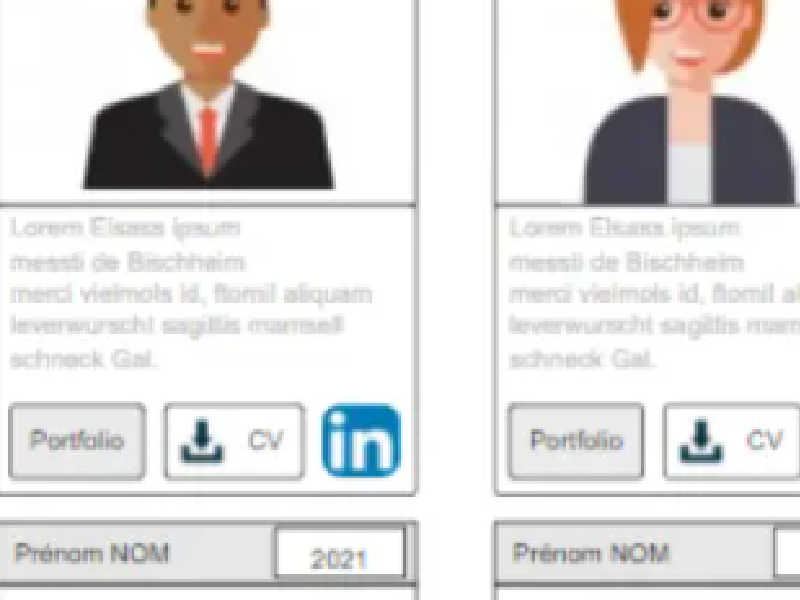 Lorem Elsass ipsum
messti de Bischheim
merci vielmols id, flomil aliquam
leverwurscht sagittis mamsell
schneck Gal.
Portfolio
CV
in
Lorem Elsass ipsum
messti de Bischheim
merci vielmols id, flomil al
leverwurscht sagittis mam
schneck Gal.
Portfolio
CV
Prénom NOM
2021
Prénom NOM